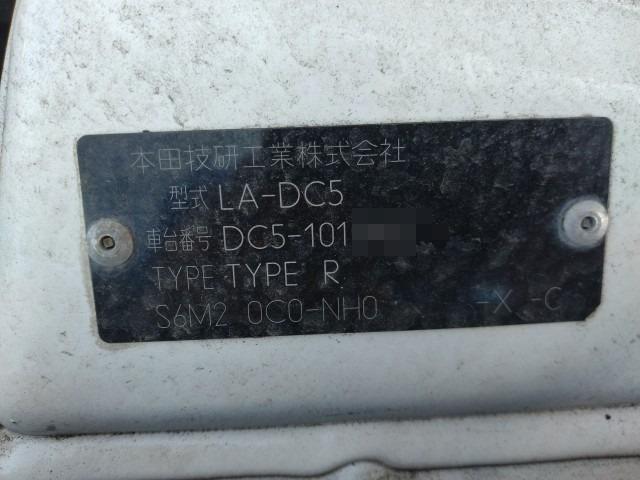 本田技研工業株式会社
型式 LA-DC5
車台番号 DC5-101
TYPE TYPE R
S6M2 0C0-NH0 -X -C